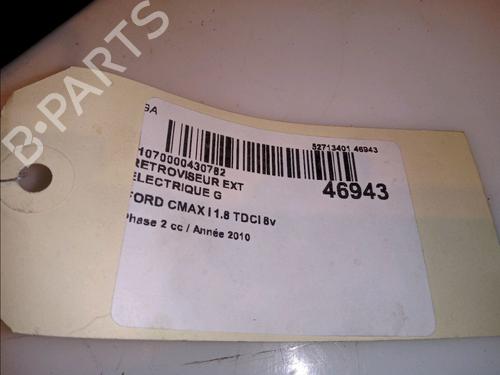 B-PARTS
GA
52713401 46943
1070000430782
RETROVISEUR EXT
ELECTRIQUE G
46943
FORD CMAX I 1.8 TDCI 8v
Phase 2 cc / Année 2010